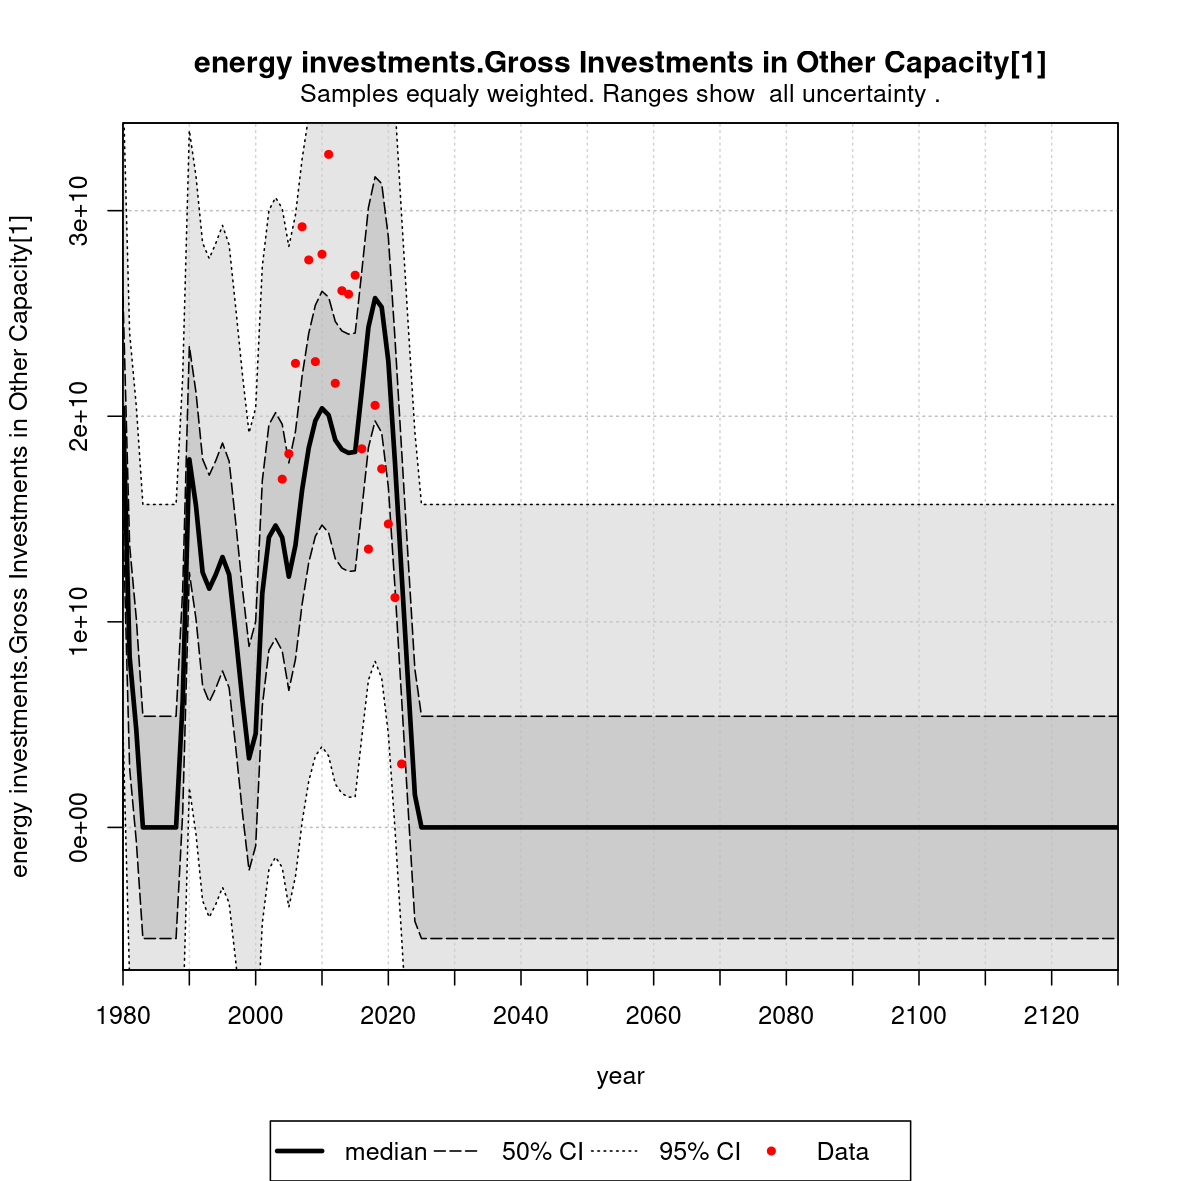 energy investments.Gross Investments in Other Capacity[1]
Samples equaly weighted. Ranges show  all uncertainty .
energy investments.Gross Investments in Other Capacity[1]
3e+10
2e+10
1e+10
0e+00
1980 2000 2020 2040 2060 2080 2100 2120
year
median 50% CI 95% CI Data